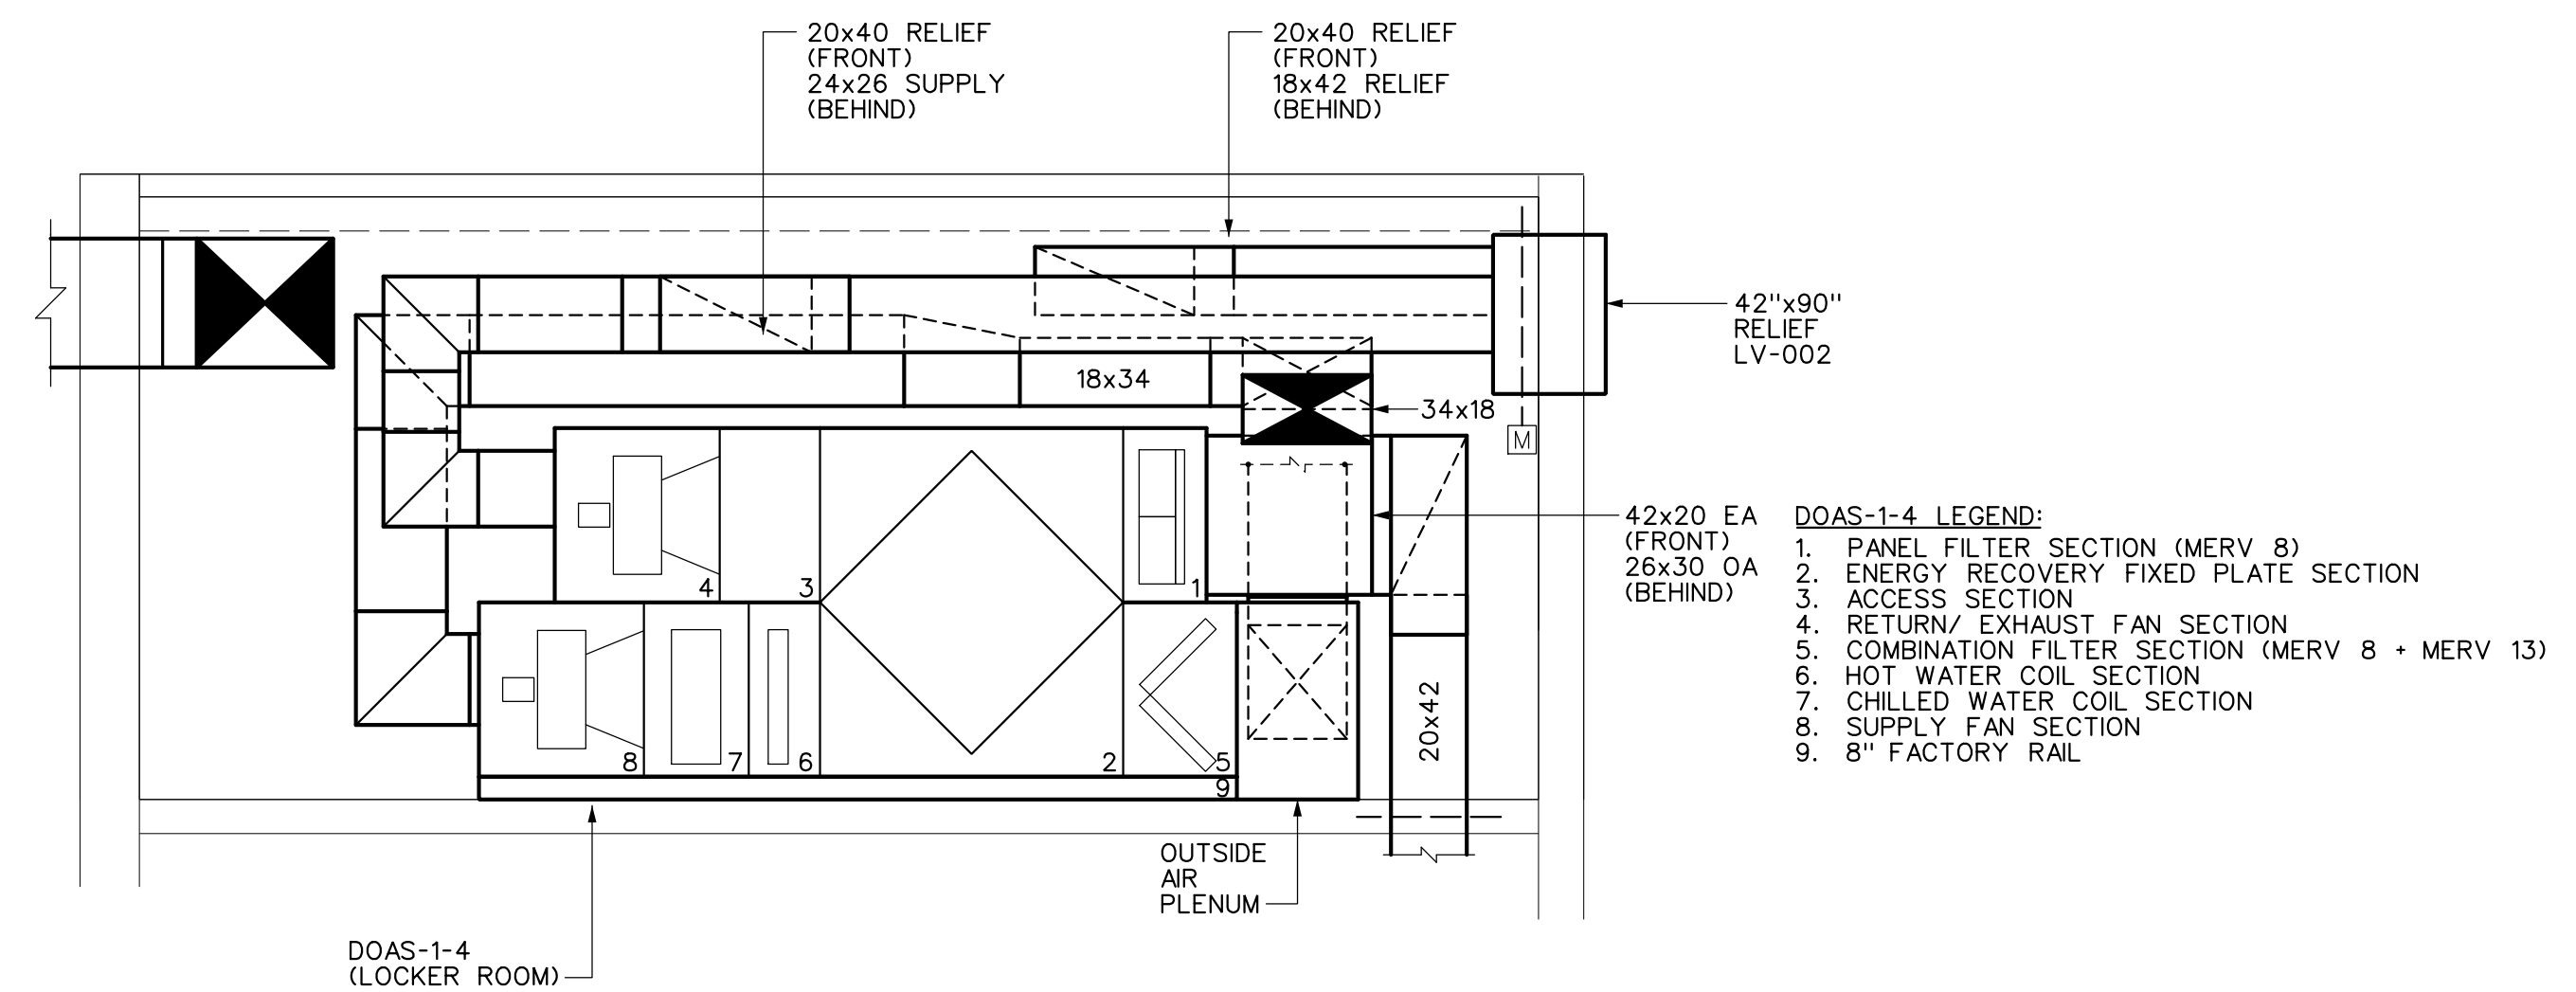 20x40 RELIEF
(FRONT)
24x26 SUPPLY
(BEHIND)
20x40 RELIEF
(FRONT)
18x42 RELIEF
(BEHIND)
42"x90"
RELIEF
LV-002
18x34
34x18
M
42x20 EA
(FRONT)
26x30 OA
(BEHIND)
4
3
1
8
7
6
2
5
9
20x42
DOAS-1-4 LEGEND:
1. PANEL FILTER SECTION (MERV 8)
2. ENERGY RECOVERY FIXED PLATE SECTION
3. ACCESS SECTION
4. RETURN/ EXHAUST FAN SECTION
5. COMBINATION FILTER SECTION (MERV 8 + MERV 13)
6. HOT WATER COIL SECTION
7. CHILLED WATER COIL SECTION
8. SUPPLY FAN SECTION
9. 8" FACTORY RAIL
OUTSIDE
AIR
PLENUM
DOAS-1-4
(LOCKER ROOM)